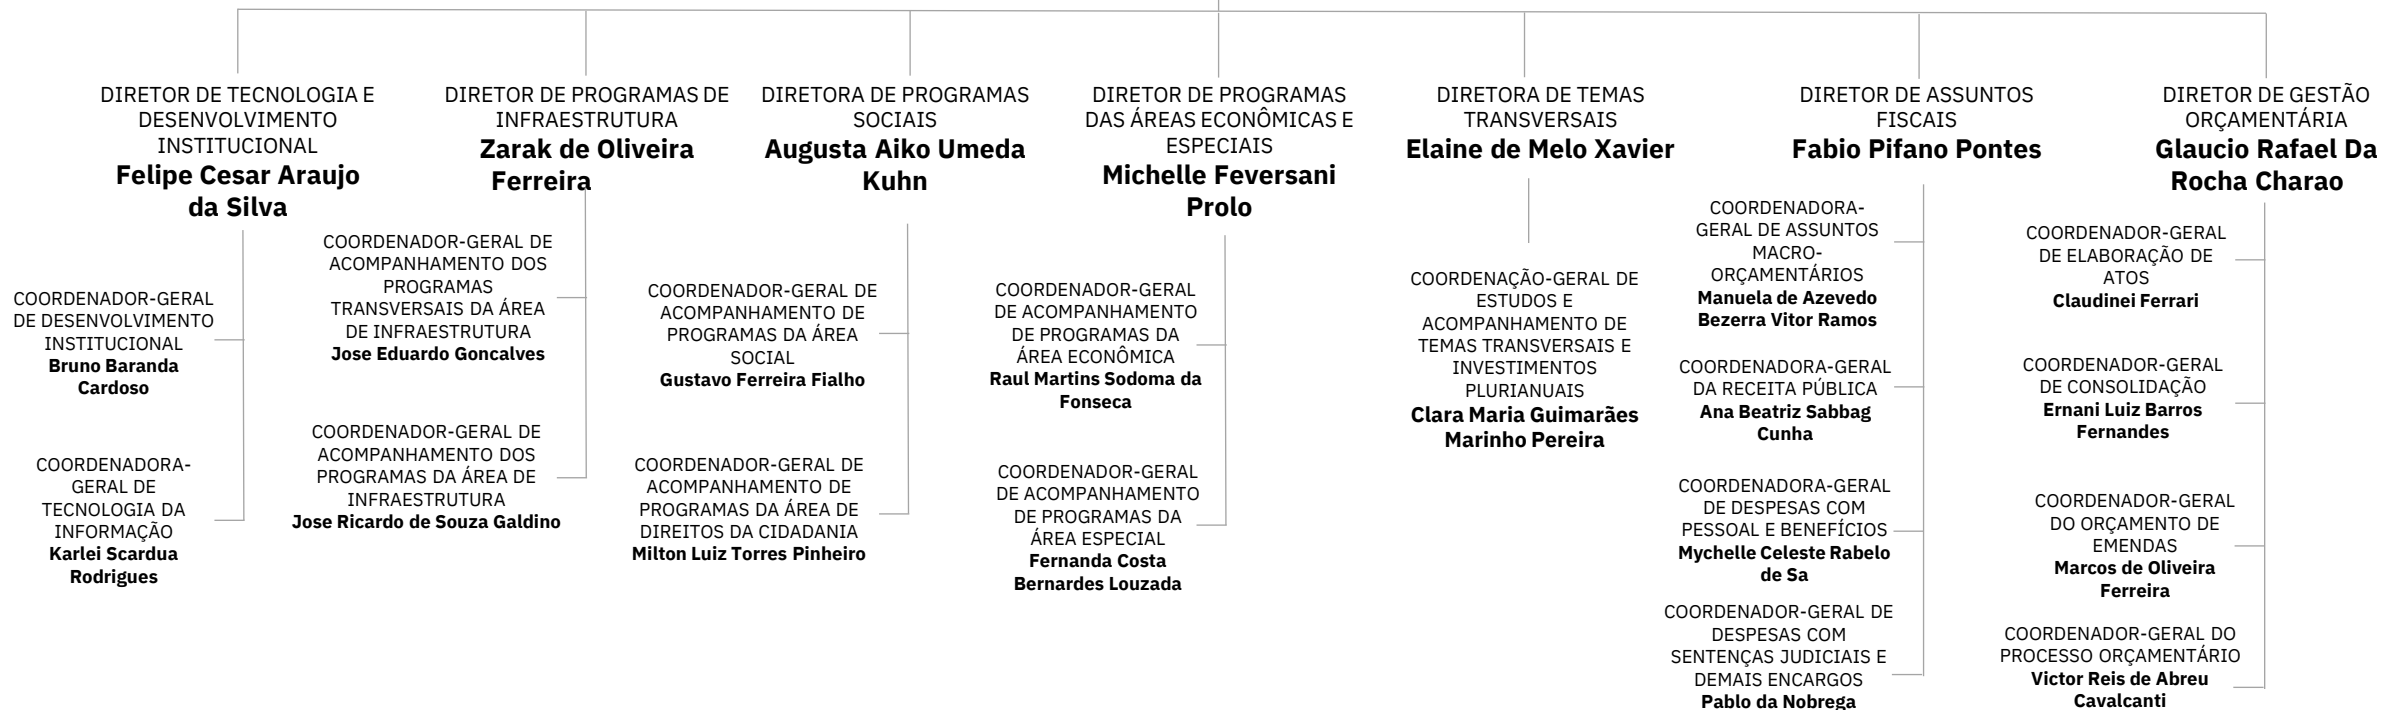 DIRETOR DE TECNOLOGIA E
DESENVOLVIMENTO
INSTITUCIONAL
Felipe Cesar Araujo
da Silva
COORDENADOR-GERAL
DE DESENVOLVIMENTO
INSTITUCIONAL
Bruno Baranda
Cardoso
COORDENADORA-
GERAL DE
TECNOLOGIA DA
INFORMAÇÃO
Karlei Scardua
Rodrigues
DIRETOR DE PROGRAMAS DE
INFRAESTRUTURA
Zarak de Oliveira
Ferreira
COORDENADOR-GERAL DE
ACOMPANHAMENTO DOS
PROGRAMAS
TRANSVERSAIS DA ÁREA
DE INFRAESTRUTURA
Jose Eduardo Goncalves
COORDENADOR-GERAL DE
ACOMPANHAMENTO DOS
PROGRAMAS DA ÁREA DE
INFRAESTRUTURA
Jose Ricardo de Souza Galdino
DIRETORA DE PROGRAMAS
SOCIAIS
Augusta Aiko Umeda
Kuhn
COORDENADOR-GERAL DE
ACOMPANHAMENTO DE
PROGRAMAS DA ÁREA
SOCIAL
Gustavo Ferreira Fialho
COORDENADOR-GERAL DE
ACOMPANHAMENTO DE
PROGRAMAS DA ÁREA DE
DIREITOS DA CIDADANIA
Milton Luiz Torres Pinheiro
DIRETOR DE PROGRAMAS
DAS ÁREAS ECONÔMICAS E
ESPECIAIS
Michelle Feversani
Prolo
COORDENADOR-GERAL
DE ACOMPANHAMENTO
DE PROGRAMAS DA
ÁREA ECONÔMICA
Raul Martins Sodoma da
Fonseca
COORDENADOR-GERAL
DE ACOMPANHAMENTO
DE PROGRAMAS DA
ÁREA ESPECIAL
Fernanda Costa
Bernardes Louzada
DIRETORA DE TEMAS
TRANSVERSAIS
Elaine de Melo Xavier
COORDENAÇÃO-GERAL DE
ESTUDOS E
ACOMPANHAMENTO DE
TEMAS TRANSVERSAIS E
INVESTIMENTOS
PLURIANUAIS
Clara Maria Guimarães
Marinho Pereira
DIRETOR DE ASSUNTOS
FISCAIS
Fabio Pifano Pontes
COORDENADORA-
GERAL DE ASSUNTOS
MACRO-
ORÇAMENTÁRIOS
Manuela de Azevedo
Bezerra Vitor Ramos
COORDENADORA-GERAL
DA RECEITA PÚBLICA
Ana Beatriz Sabbag
Cunha
COORDENADORA-GERAL
DE DESPESAS COM
PESSOAL E BENEFÍCIOS
Mychelle Celeste Rabelo
de Sa
COORDENADOR-GERAL DE
DESPESAS COM
SENTENÇAS JUDICIAIS E
DEMAIS ENCARGOS
Pablo da Nobrega
DIRETOR DE GESTÃO
ORÇAMENTÁRIA
Glaucio Rafael Da
Rocha Charao
COORDENADOR-GERAL
DE ELABORAÇÃO DE
ATOS
Claudinei Ferrari
COORDENADOR-GERAL
DE CONSOLIDAÇÃO
Ernani Luiz Barros
Fernandes
COORDENADOR-GERAL
DO ORÇAMENTO DE
EMENDAS
Marcos de Oliveira
Ferreira
COORDENADOR-GERAL DO
PROCESSO ORÇAMENTÁRIO
Victor Reis de Abreu
Cavalcanti